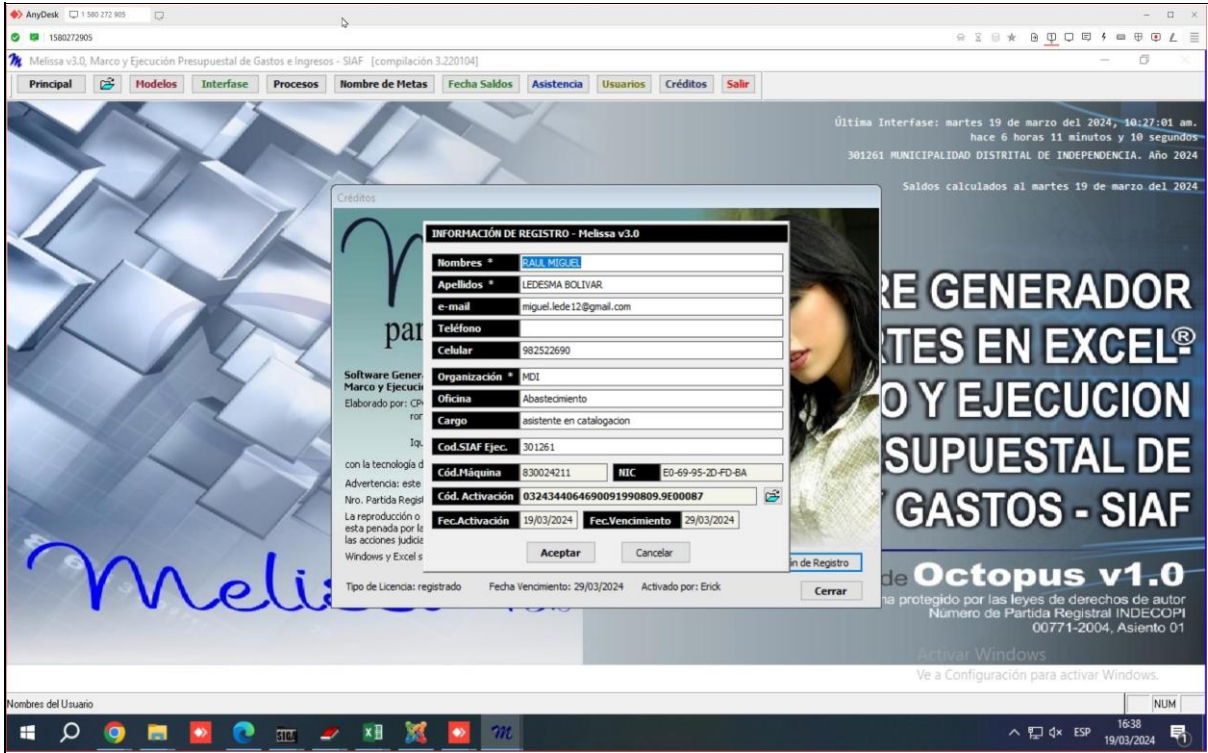 AnyDesk 1 580 272 905
1580272905
Melissa v3.0, Marco y Ejecución Presupuestal de Gastos e Ingresos - SIAF [compilación 3.220104]
Principal Modelos Interfase Procesos Nombre de Metas Fecha Saldos Asistencia Usuarios Créditos Salir
Última Interfase: martes 19 de marzo del 2024, 10:27:01 am.
hace 6 horas 11 minutos y 10 segundos
301261 MUNICIPALIDAD DISTRITAL DE INDEPENDENCIA. Año 2024
Saldos calculados al martes 19 de marzo del 2024
Créditos
INFORMACIÓN DE REGISTRO - Melissa v3.0
Nombres * RAUL MIGUEL
Apellidos * LEDESMA BOLIVAR
e-mail miguel.lede12@gmail.com
Teléfono
Celular 982522690
Organización * MDI
Oficina Abastecimiento
Cargo asistente en catalogacion
Cod.SIAF Ejec. 301261
Cód.Máquina 830024211 NIC E0-69-95-2D-FD-BA
Cód. Activación 0324344064690091990809.9E00087
Fec.Activación 19/03/2024 Fec.Vencimiento 29/03/2024
Aceptar Cancelar
par
Software Gener
Marco y Ejecuci
Elaborado por: CP
ror
Iqu
con la tecnología d
Advertencia: este
Nro. Partida Regist
La reproducción o
esta penada por la
las acciones judicia
Windows y Excel s
n de Registro
Tipo de Licencia: registrado Fecha Vencimiento: 29/03/2024 Activado por: Erick
Cerrar
RE GENERADOR
RTES EN EXCEL®
O Y EJECUCION
SUPUESTAL DE
GASTOS - SIAF
de Octopus v1.0
a protegido por las leyes de derechos de autor
Número de Partida Registral INDECOPI
00771-2004, Asiento 01
Activar Windows
Ve a Configuración para activar Windows.
Nombres del Usuario
NUM
SIGA
ESP
16:38
19/03/2024